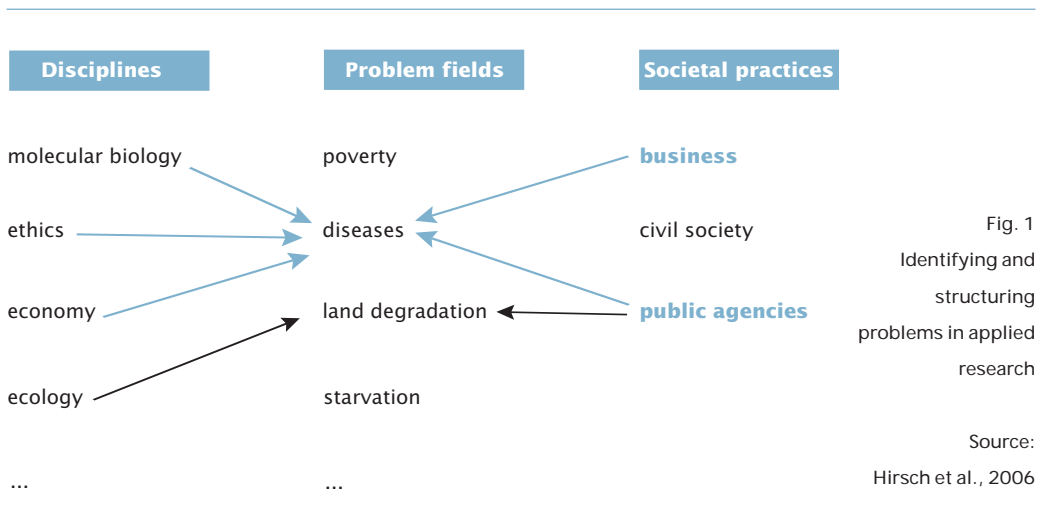 Disciplines Problem fields Societal practices
molecular biology poverty business
ethics diseases civil society
economy land degradation public agencies
ecology starvation
... ...
Fig. 1
Identifying and
structuring
problems in applied
research
Source:
Hirsch et al., 2006